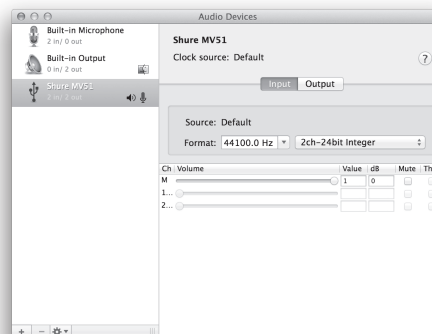 Audio Devices
Built-in Microphone
2 in/ 0 out
Built-in Output
0 in/ 2 out
Shure MV51
2 in/ 2 out
Shure MV51
Clock source: Default
?
Input Output
Source: Default
Format: 44100.0 Hz 2ch-24bit Integer
Ch Volume Value dB Mute Th
M 1 0
1...
2...
+ −